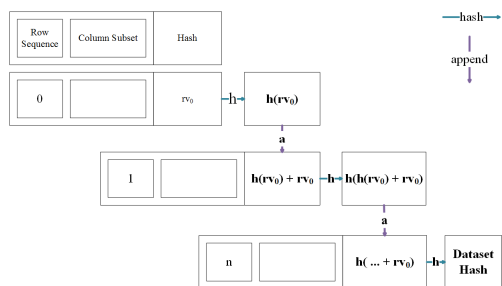 Row Sequence
Column Subset
Hash
hash
append
0
rv₀
h
h(rv₀)
a
1
h(rv₀) + rv₀
h
h(h(rv₀) + rv₀)
a
n
h( ... + rv₀)
h
Dataset Hash